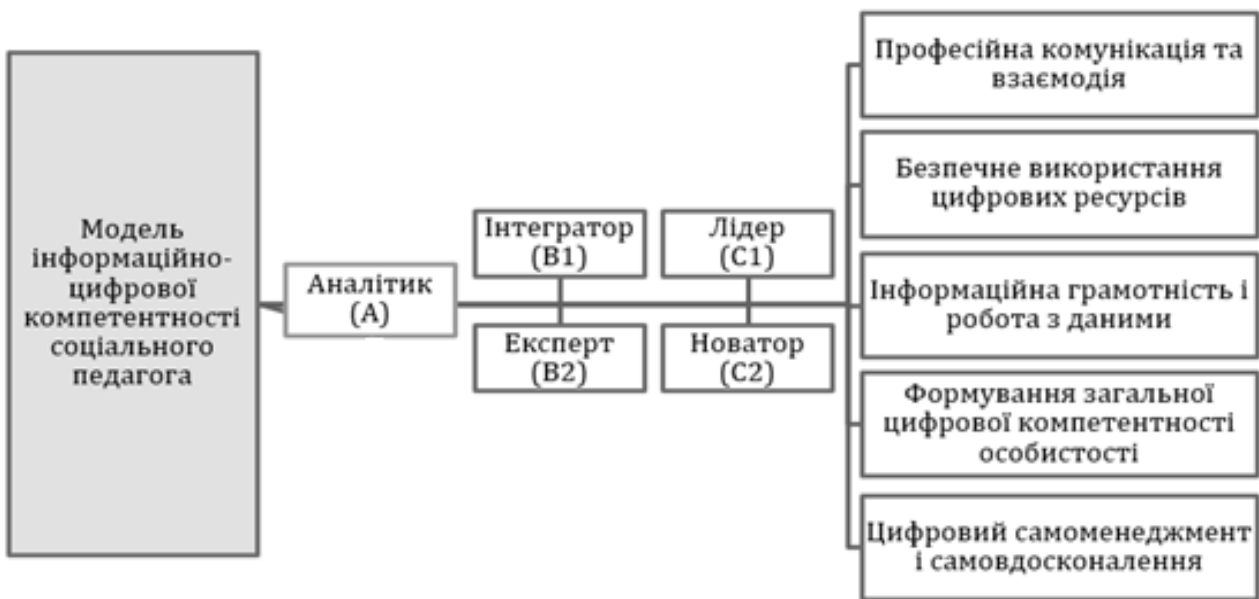 Модель
інформаційно-
цифрової
компетентності
соціального
педагога
Аналітик
(А)
Інтегратор
(В1)
Експерт
(В2)
Лідер
(С1)
Новатор
(С2)
Професійна комунікація та
взаємодія
Безпечне використання
цифрових ресурсів
Інформаційна грамотність і
робота з даними
Формування загальної
цифрової компетентності
особистості
Цифровий самоменеджмент
і самовдосконалення